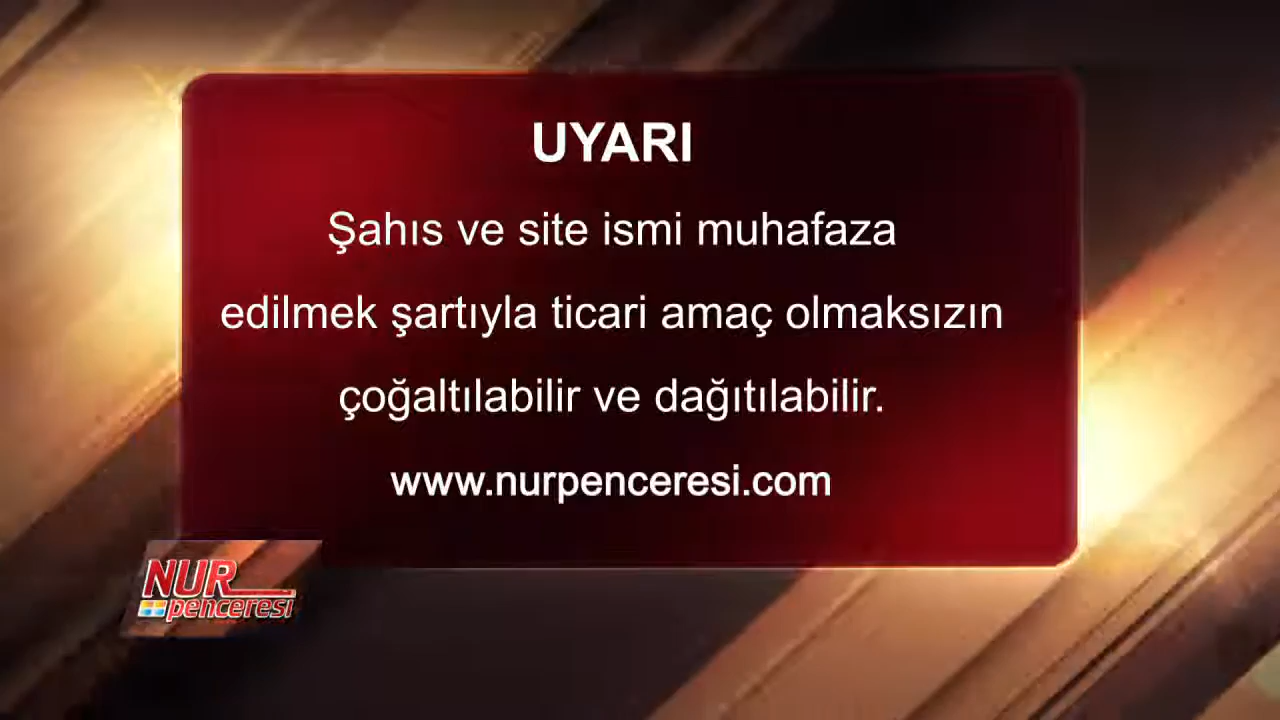 UYARI
Şahıs ve site ismi muhafaza
edilmek şartıyla ticari amaç olmaksızın
çoğaltılabilir ve dağıtılabilir.
www.nurpenceresi.com
NUR
penceresi